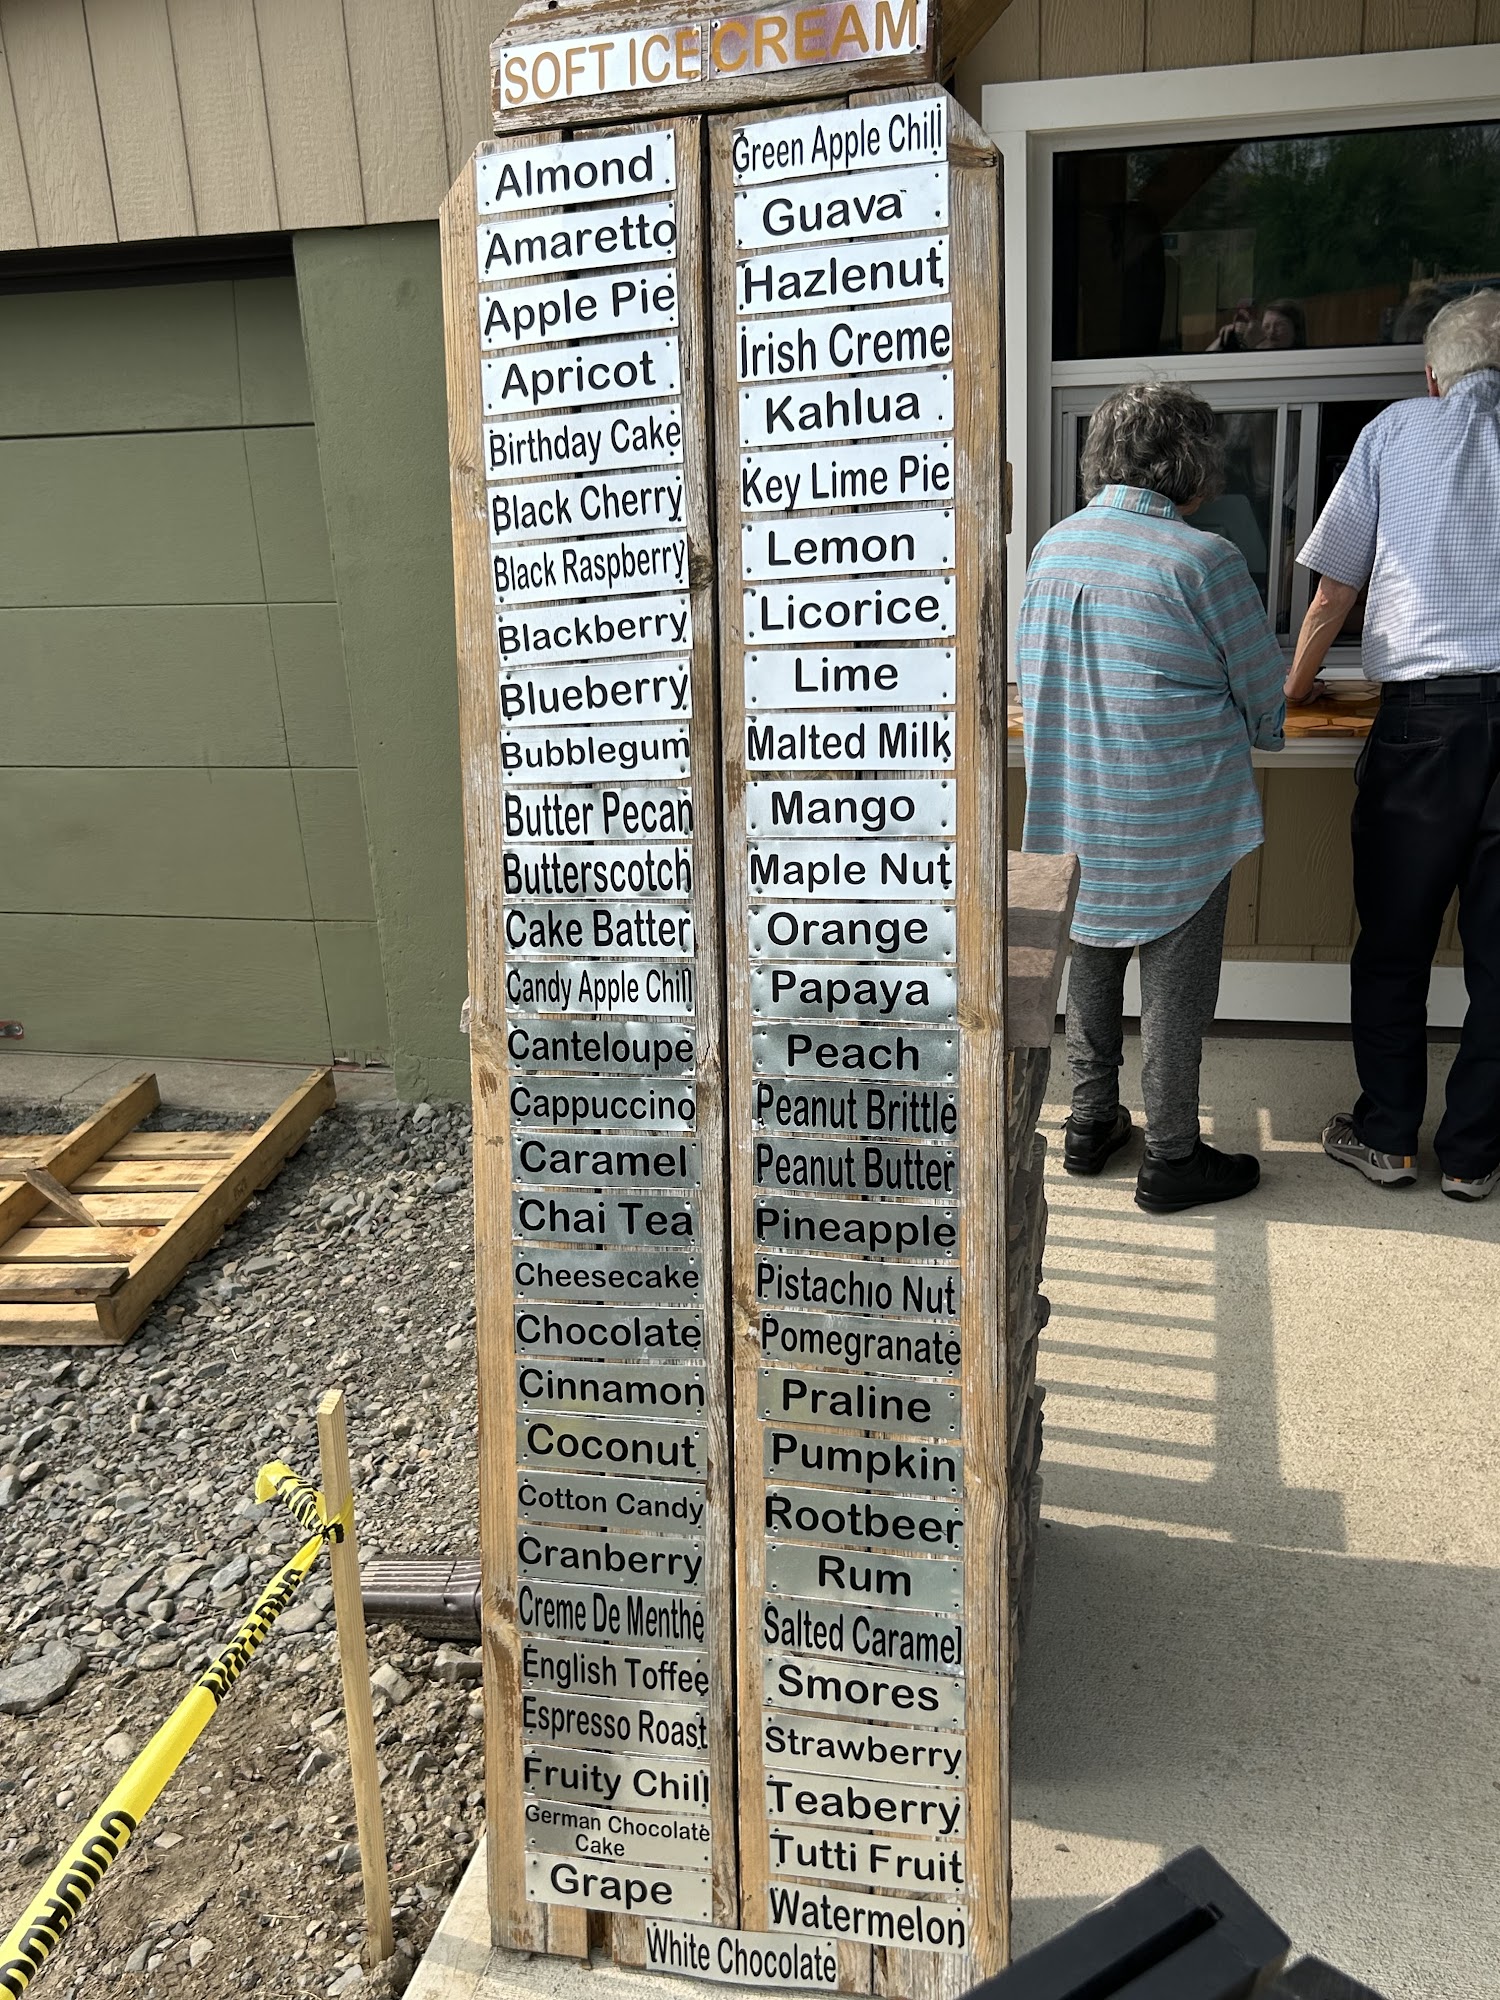 SOFT ICE CREAM
Almond
Amaretto
Apple Pie
Apricot
Birthday Cake
Black Cherry
Black Raspberry
Blackberry
Blueberry
Bubblegum
Butter Pecan
Butterscotch
Cake Batter
Candy Apple Chill
Canteloupe
Cappuccino
Caramel
Chai Tea
Cheesecake
Chocolate
Cinnamon
Coconut
Cotton Candy
Cranberry
Creme De Menthe
English Toffee
Espresso Roast
Fruity Chill
German Chocolate
Cake
Grape
Green Apple Chill
Guava
Hazlenut
Irish Creme
Kahlua
Key Lime Pie
Lemon
Licorice
Lime
Malted Milk
Mango
Maple Nut
Orange
Papaya
Peach
Peanut Brittle
Peanut Butter
Pineapple
Pistachio Nut
Pomegranate
Praline
Pumpkin
Rootbeer
Rum
Salted Caramel
Smores
Strawberry
Teaberry
Tutti Fruit
Watermelon
White Chocolate